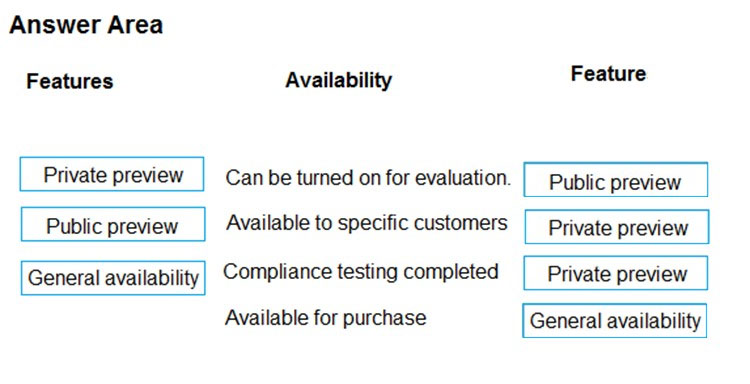 Answer Area
Features Availability Feature
Private preview Can be turned on for evaluation. Public preview
Public preview Available to specific customers Private preview
General availability Compliance testing completed Private preview
Available for purchase General availability